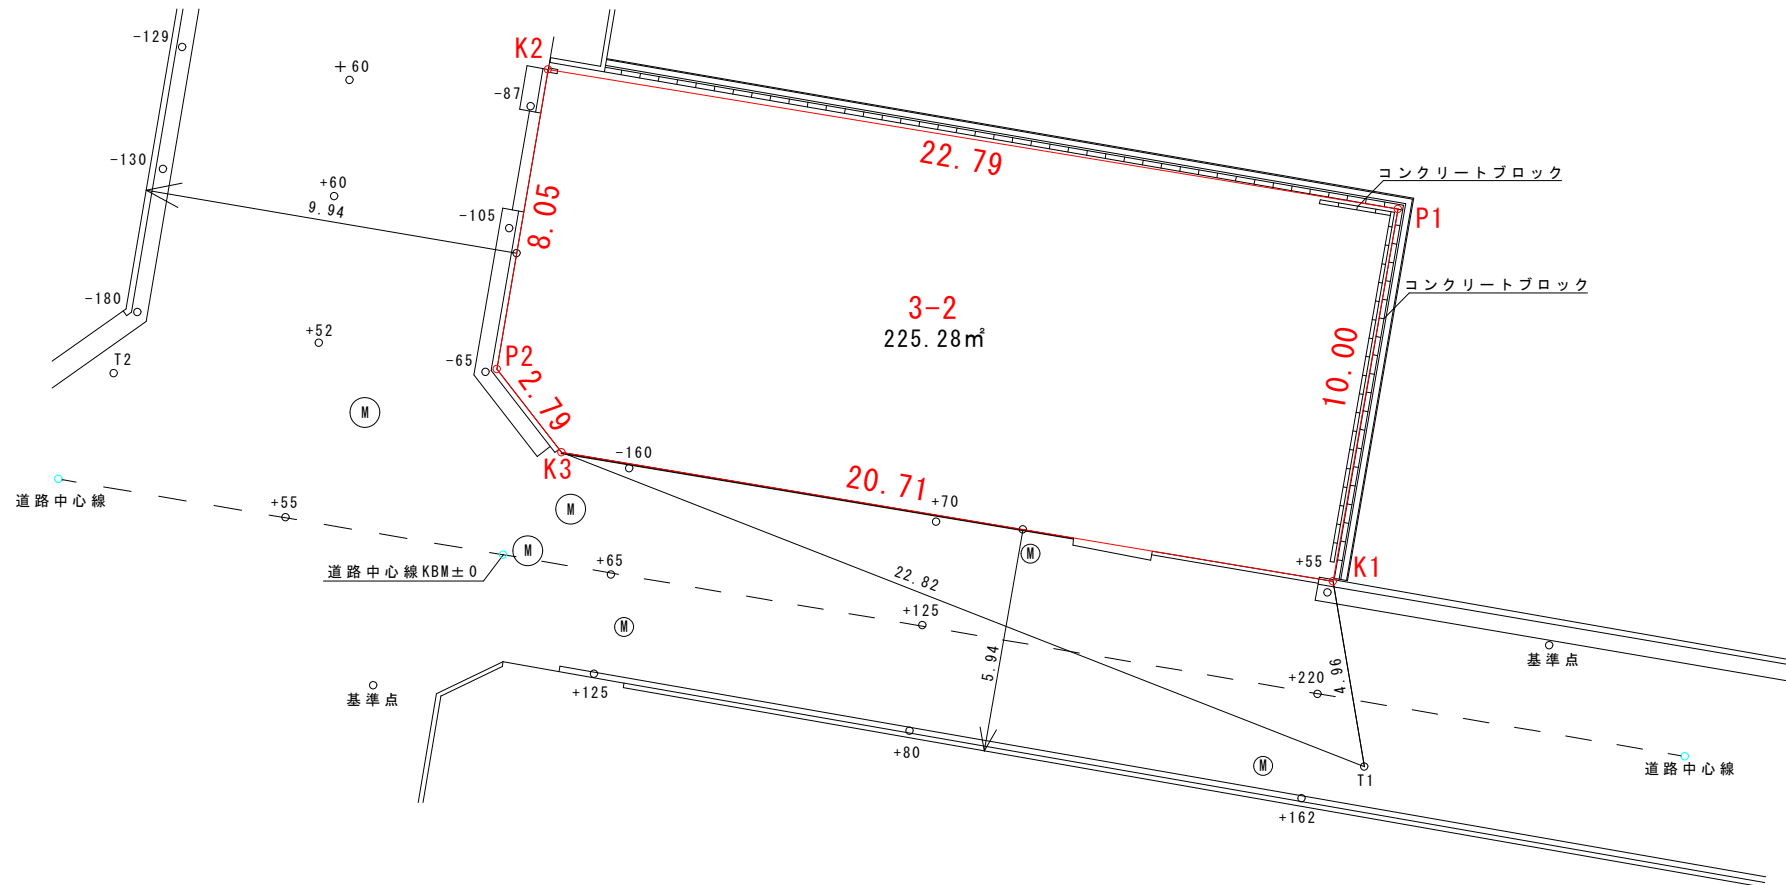 -129
+60
K2
-87
-130
22.79
コンクリートブロック
+60
9.94
-105
8.05
P1
-180
コンクリートブロック
3-2
225.28㎡
+52
T2
-65
P2
2.79
10.00
M
K3
-160
20.71
+70
道路中心線
+55
M
M
M
+55
K1
道路中心線KBM±0
+65
22.82
+125
M
5.94
4.96
基準点
+220
基準点
+125
+80
M
T1
道路中心線
+162